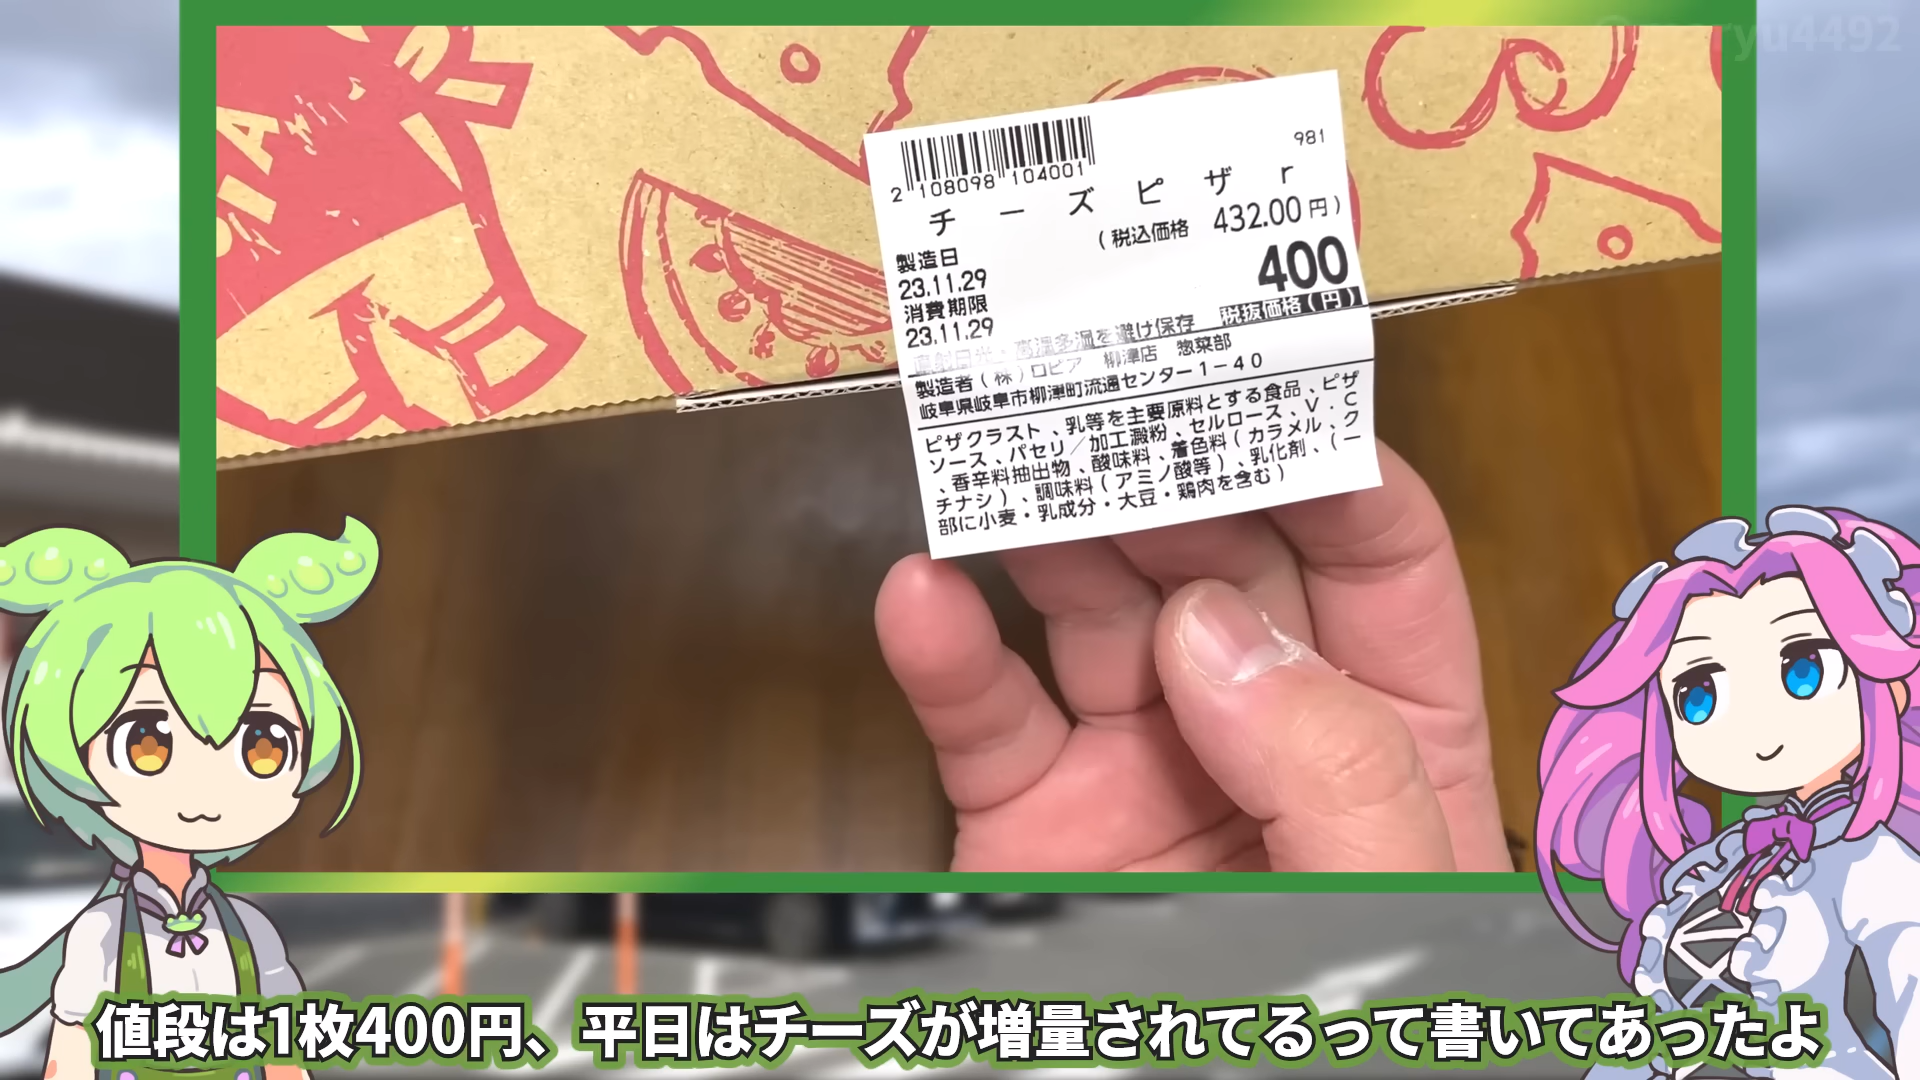 ryu4492
981
2 108098 104001
チーズピザr
(税込価格 432.00円)
製造日
23.11.29
400
消費期限
税抜価格(円)
23.11.29
直射日光・高温多湿を避け保存
製造者(株)ロピア 柳津店 惣菜部
岐阜県岐阜市柳津町流通センター1-40
ピザクラスト、乳等を主要原料とする食品、ピザ
ソース、パセリ/加工澱粉、セルロース、V.C
、香辛料抽出物、酸味料、着色料(カラメル、ク
チナシ)、調味料(アミノ酸等)、乳化剤、(一
部に小麦・乳成分・大豆・鶏肉を含む)
値段は1枚400円、平日はチーズが増量されてるって書いてあったよ